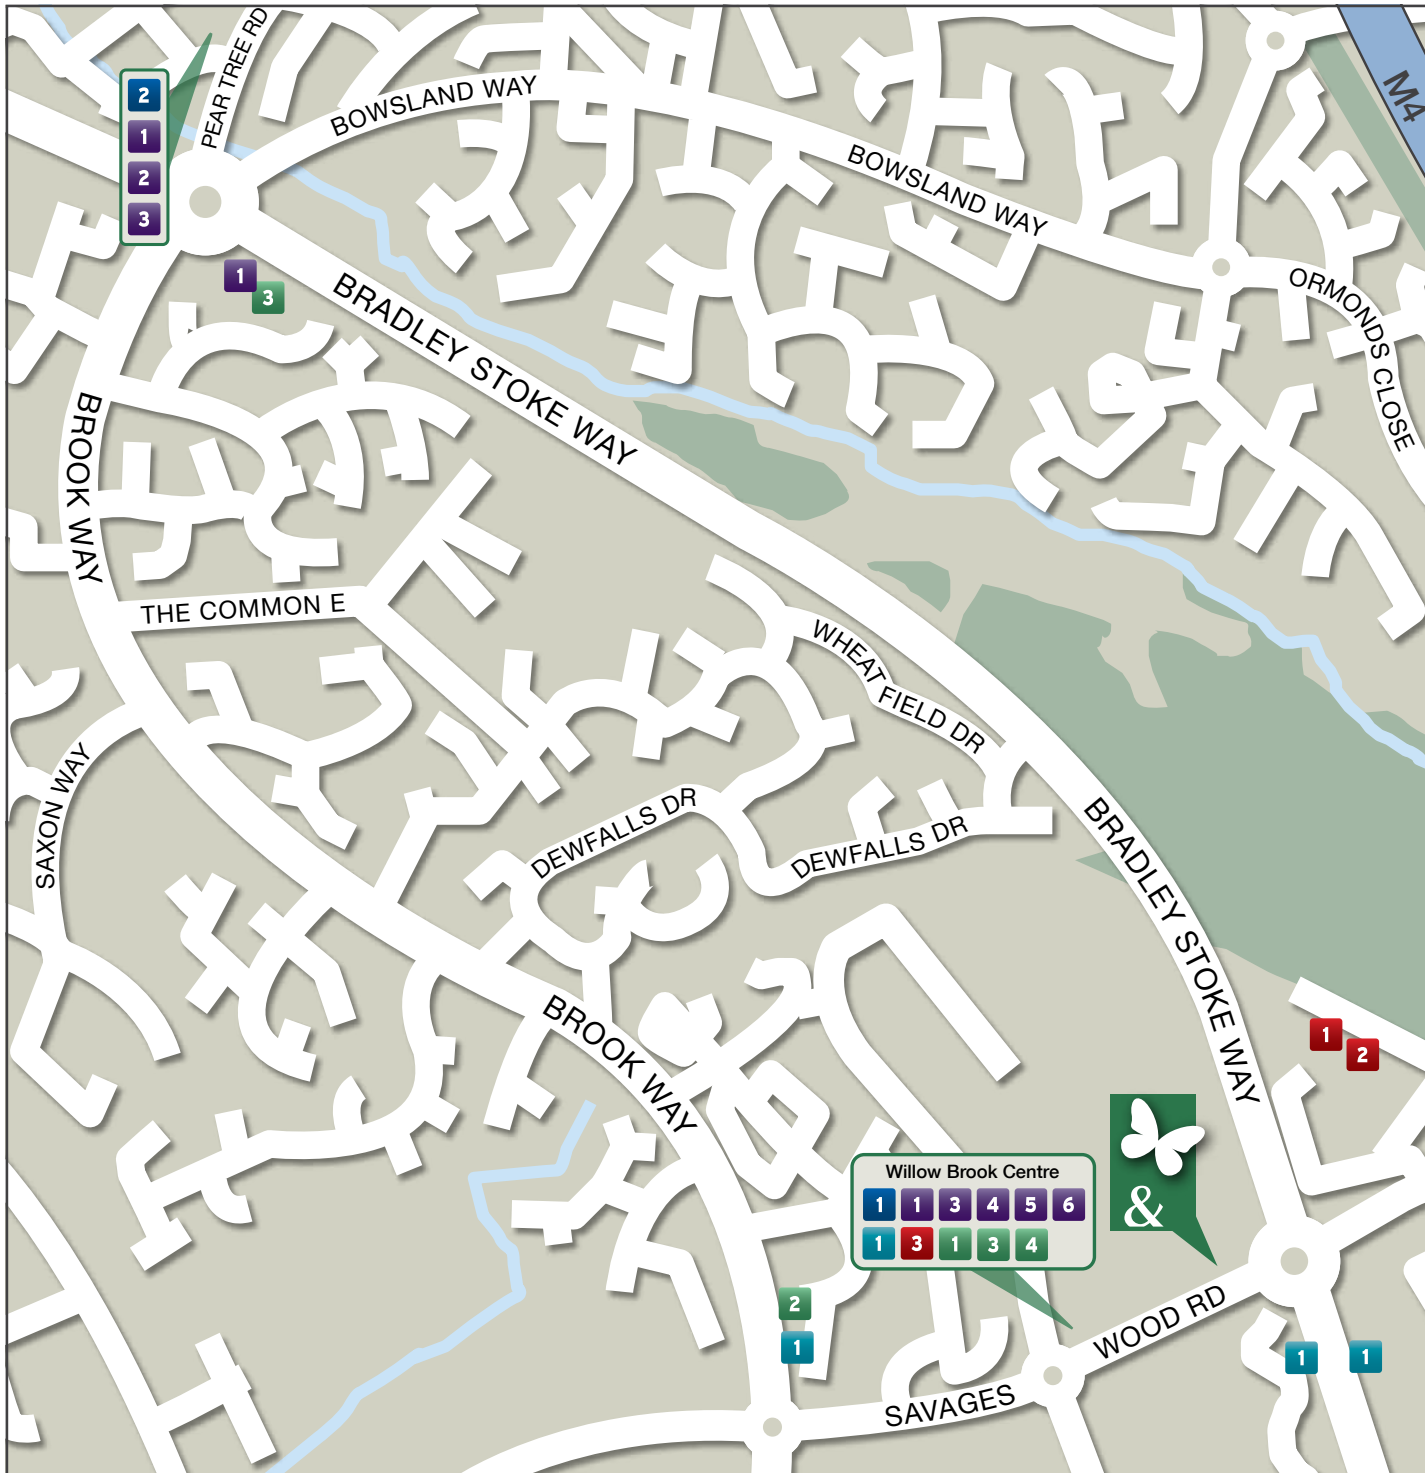 PEAR TREE RD
M4
2
1
2
3
BOWSLAND WAY
BOWSLAND WAY
1
3
BRADLEY STOKE WAY
ORMONDS CLOSE
BROOK WAY
THE COMMON E
WHEAT
FIELD DR
SAXON WAY
DEWFALLS DR
DEWFALLS DR
BRADLEY STOKE WAY
BROOK WAY
1
2
Willow Brook Centre
1 1 3 4 5 6
1 3 1 3 4
&
2
1
WOOD RD
SAVAGES
1
1